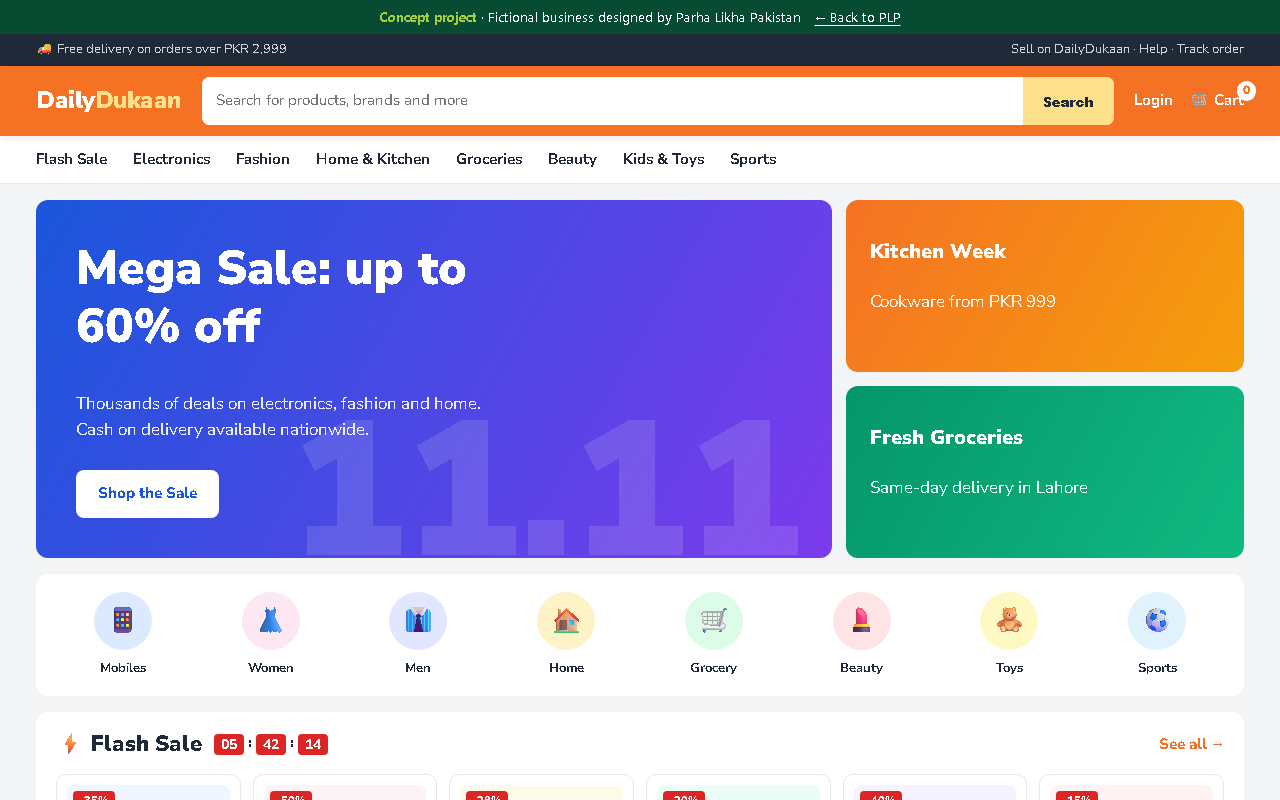 Concept project · Fictional business designed by Parha Likha Pakistan ← Back to PLP
Free delivery on orders over PKR 2,999
Sell on DailyDukaan · Help · Track order
DailyDukaan
Search for products, brands and more
Search
Login
Cart
0
Flash Sale
Electronics
Fashion
Home & Kitchen
Groceries
Beauty
Kids & Toys
Sports
Mega Sale: up to
60% off
Thousands of deals on electronics, fashion and home.
Cash on delivery available nationwide.
Shop the Sale
11.11
Kitchen Week
Cookware from PKR 999
Fresh Groceries
Same-day delivery in Lahore
Mobiles
Women
Men
Home
Grocery
Beauty
Toys
Sports
Flash Sale 05 : 42 : 14
See all →